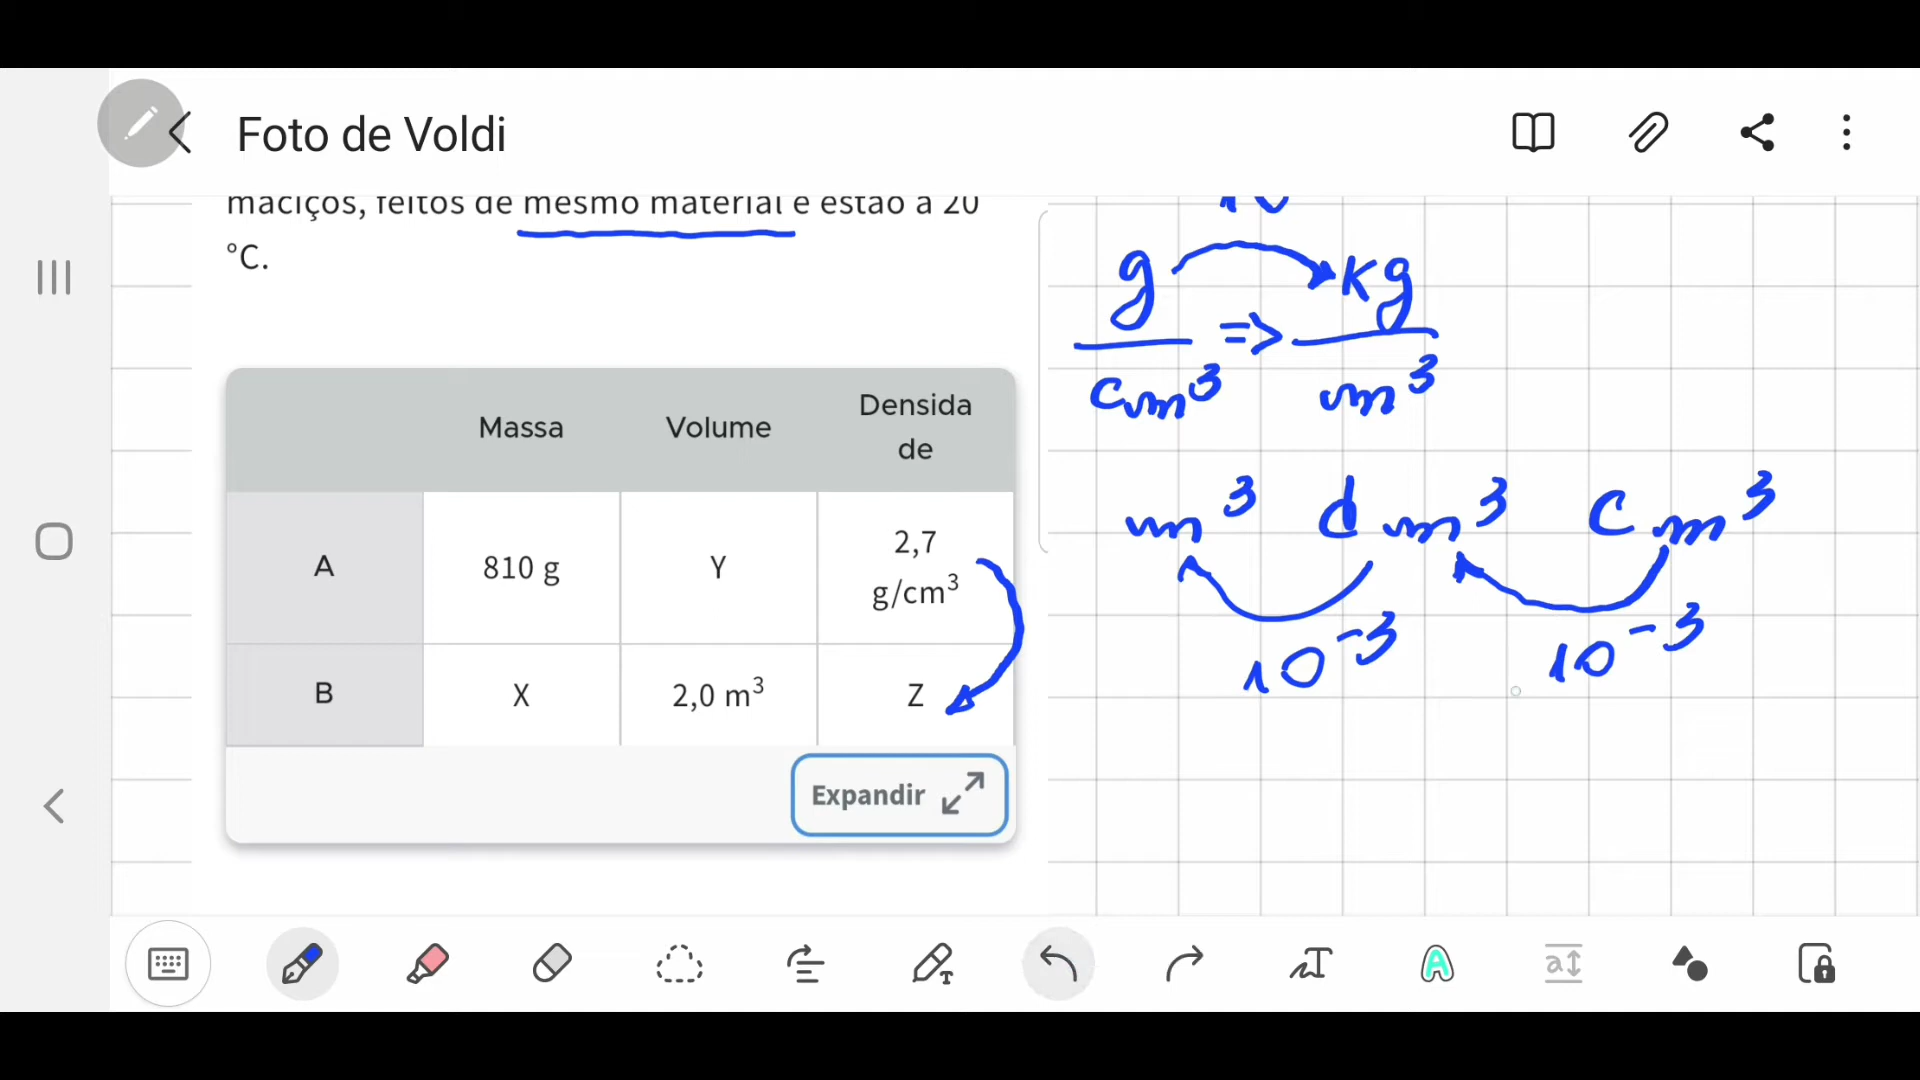 Foto de Voldi
maciços, feitos de mesmo material e estão a 20
°C.
Massa Volume Densida
de
A 810 g Y 2,7
g/cm³
B X 2,0 m³ Z
Expandir
10
g => kg
cm³ m³
m³ dm³ cm³
10⁻³ 10⁻³